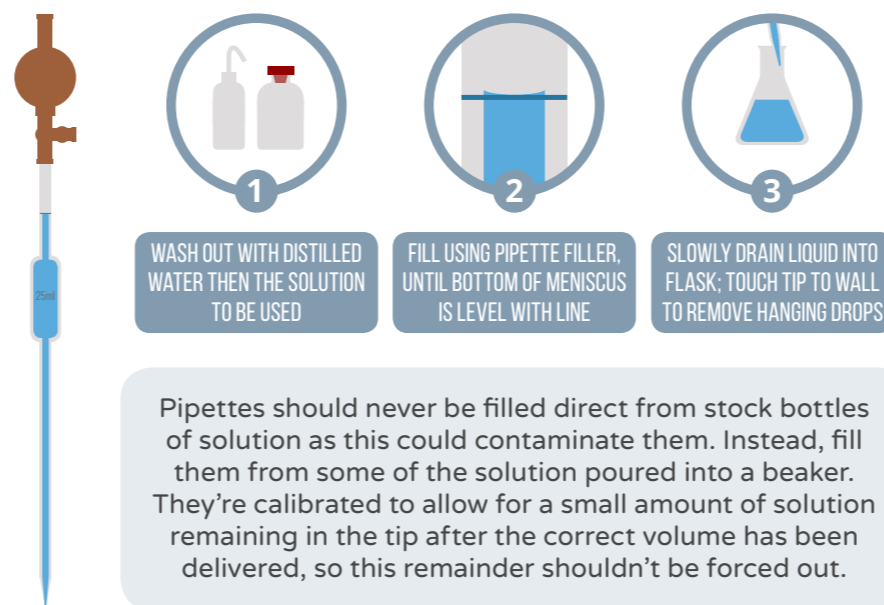 25ml
1
2
3
WASH OUT WITH DISTILLED
WATER THEN THE SOLUTION
TO BE USED
FILL USING PIPETTE FILLER,
UNTIL BOTTOM OF MENISCUS
IS LEVEL WITH LINE
SLOWLY DRAIN LIQUID INTO
FLASK; TOUCH TIP TO WALL
TO REMOVE HANGING DROPS
Pipettes should never be filled direct from stock bottles
of solution as this could contaminate them. Instead, fill
them from some of the solution poured into a beaker.
They’re calibrated to allow for a small amount of solution
remaining in the tip after the correct volume has been
delivered, so this remainder shouldn’t be forced out.